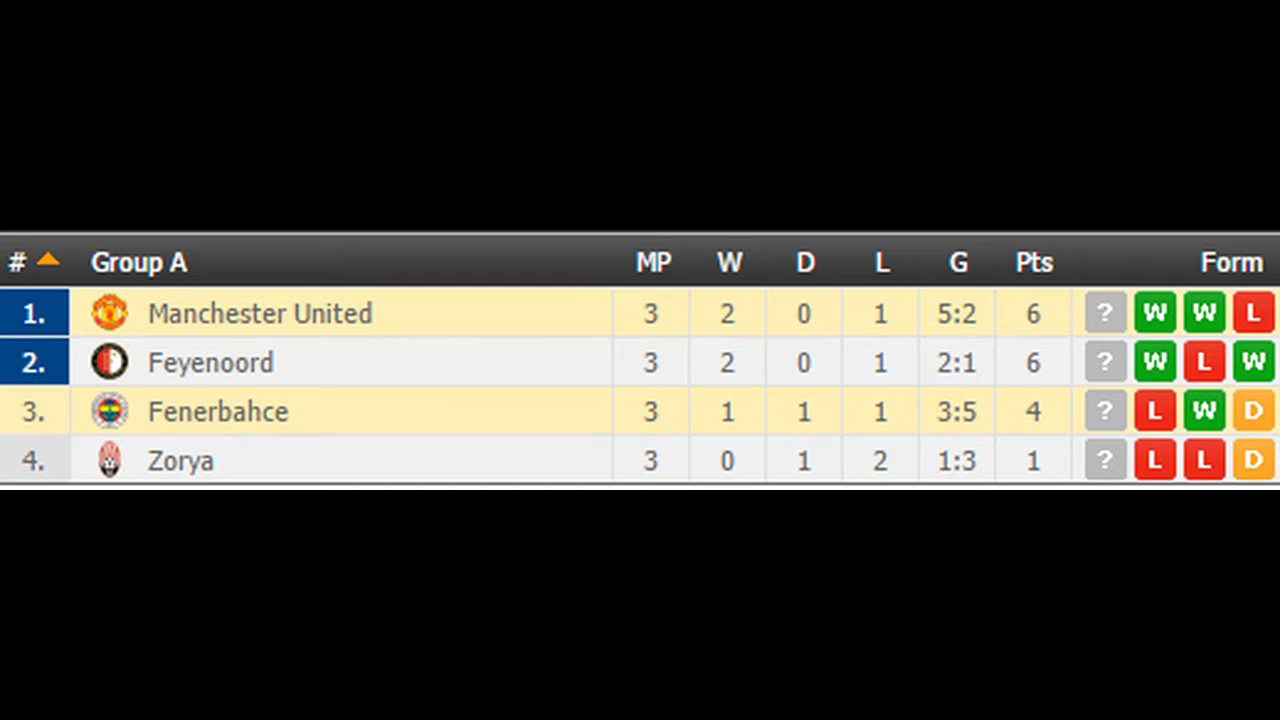 # Group A MP W D L G Pts Form
1. Manchester United 3 2 0 1 5:2 6 ? W W L
2. Feyenoord 3 2 0 1 2:1 6 ? W L W
3. Fenerbahce 3 1 1 1 3:5 4 ? L W D
4. Zorya 3 0 1 2 1:3 1 ? L L D